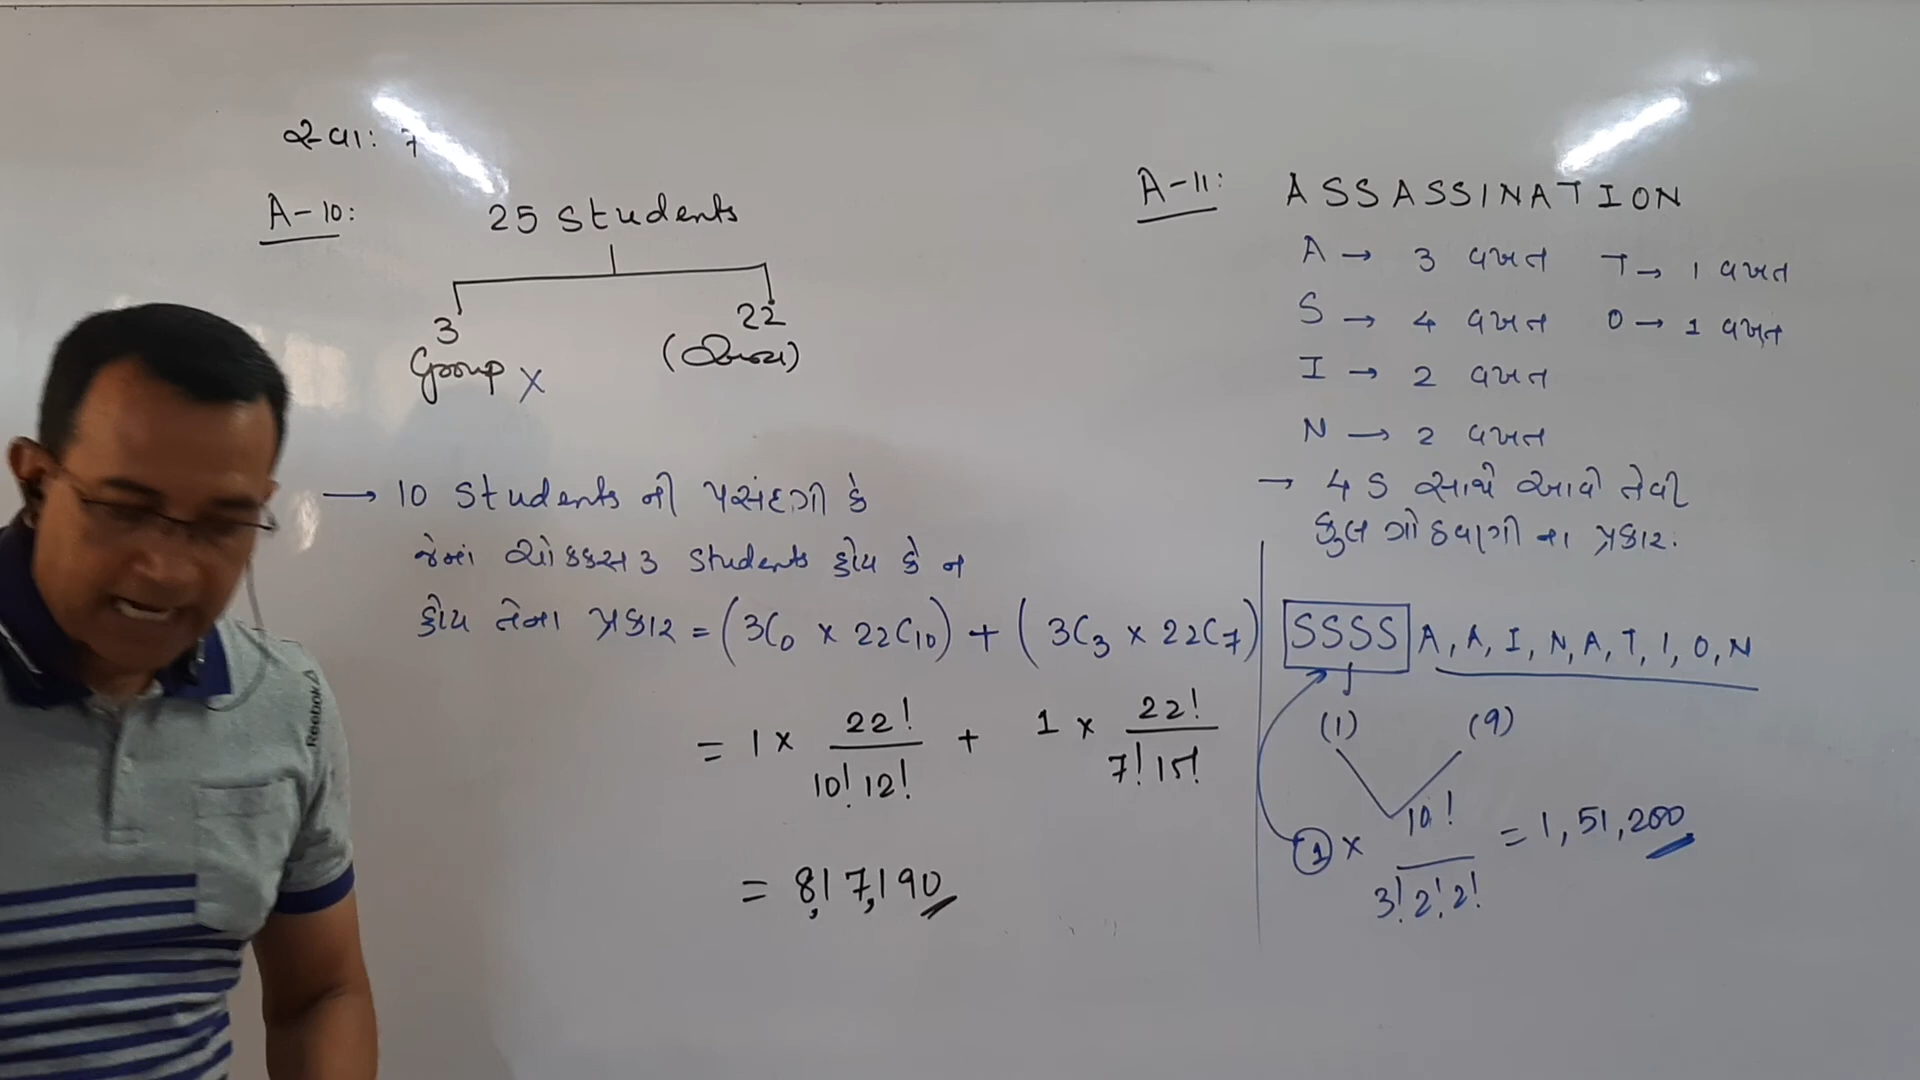 સ્વા: 7
A-10: 25 Students
3 22
Group X (અન્ય)
→ 10 Students ની પસંદગી કે
જેમાં ચોક્કસ 3 Students હોય કે ન
હોય તેના પ્રકાર = (3C₀ x 22C₁₀) + (3C₃ x 22C₇)
= 1 x 22!/10! 12! + 1 x 22!/7! 15!
= 8,17,190
A-11: ASSASSINATION
A → 3 વખત T → 1 વખત
S → 4 વખત O → 1 વખત
I → 2 વખત
N → 2 વખત
→ 4 S સાથે આવે તેવી
કુલ ગોઠવણી ના પ્રકાર:
SSSS A, A, I, N, A, T, I, O, N
(1) (9)
1 x 10!/3! 2! 2! = 1,51,200
Reebok